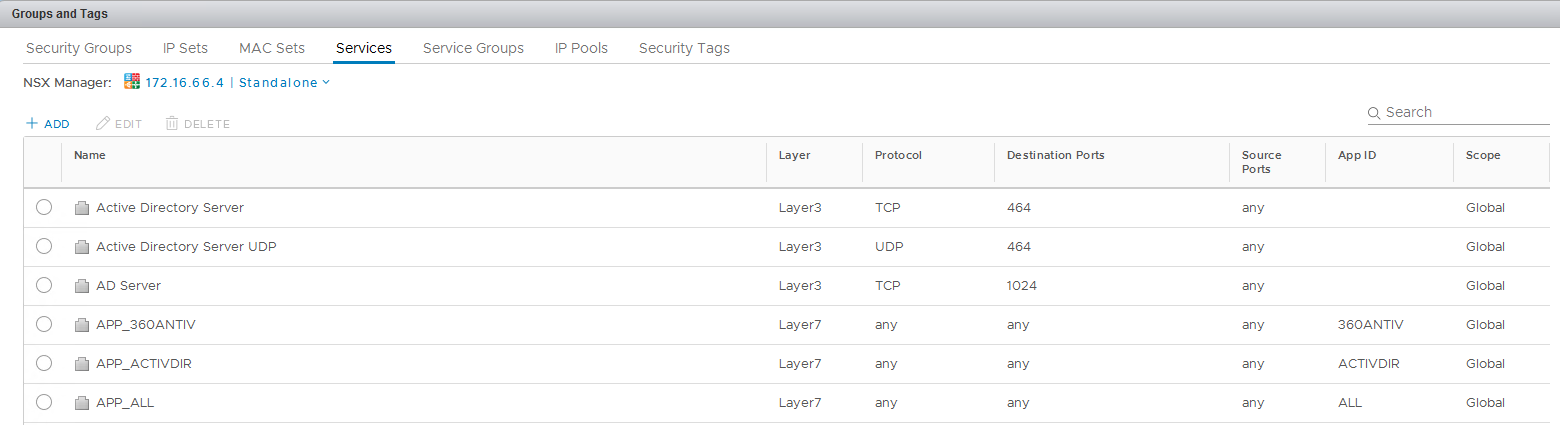 Groups and Tags
Security Groups IP Sets MAC Sets Services Service Groups IP Pools Security Tags
NSX Manager: 172.16.66.4 | Standalone
Search
ADD EDIT DELETE
Name Layer Protocol Destination Ports Source Ports App ID Scope
Active Directory Server Layer3 TCP 464 any Global
Active Directory Server UDP Layer3 UDP 464 any Global
AD Server Layer3 TCP 1024 any Global
APP_360ANTIV Layer7 any any any 360ANTIV Global
APP_ACTIVDIR Layer7 any any any ACTIVDIR Global
APP_ALL Layer7 any any any ALL Global